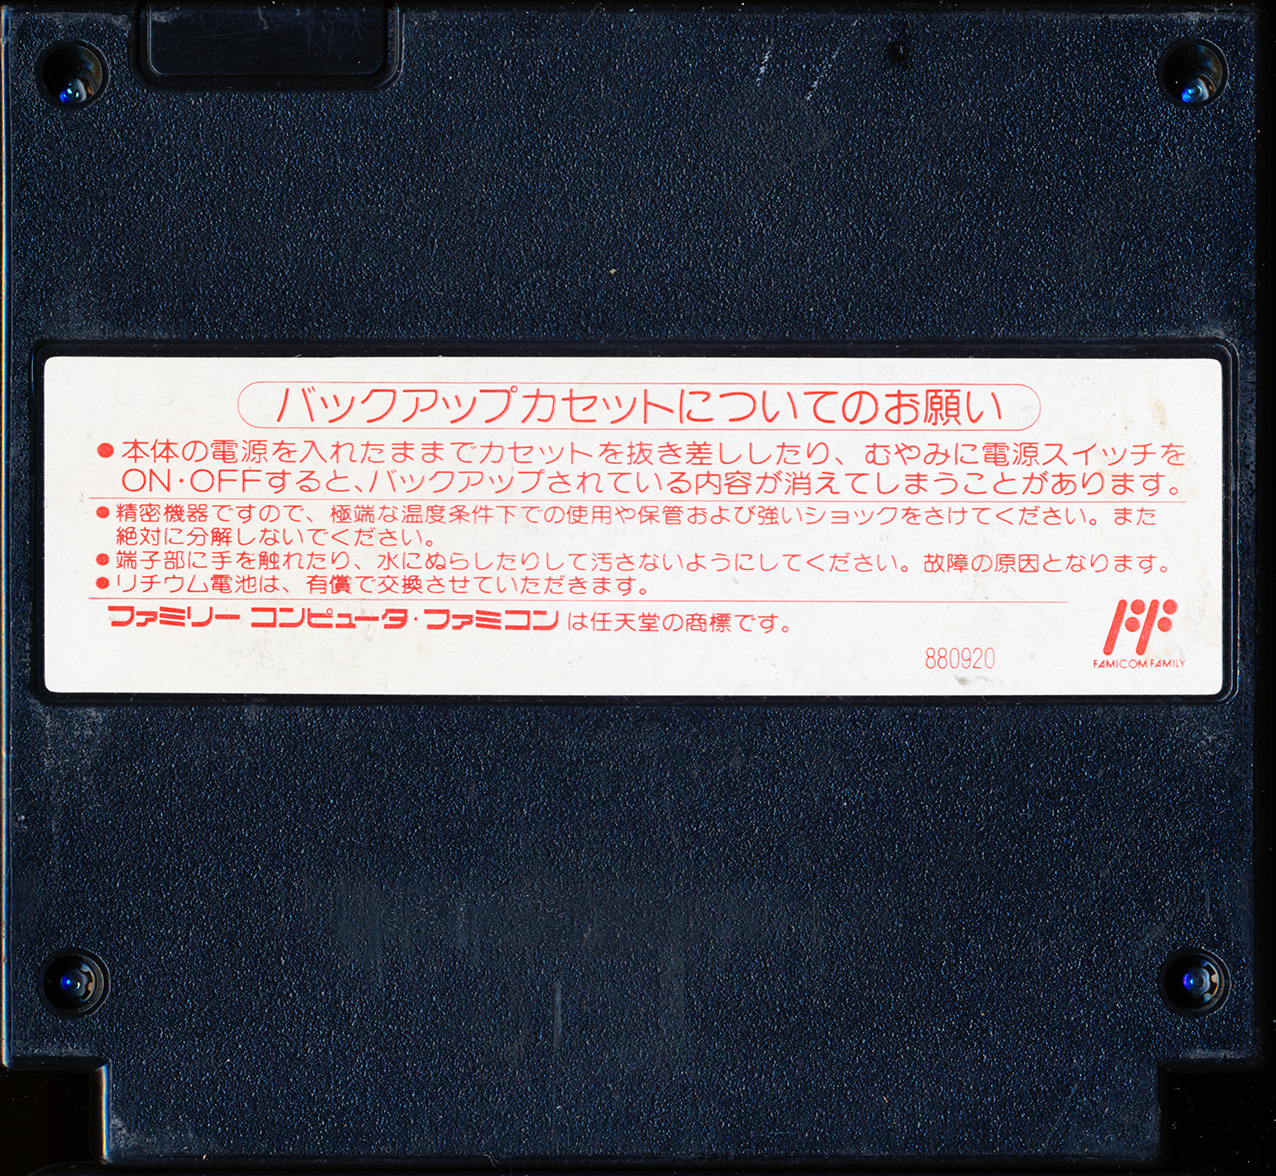 バックアップカセットについてのお願い
●本体の電源を入れたままでカセットを抜き差ししたり、むやみに電源スイッチを
ON・OFFすると、バックアップされている内容が消えてしまうことがあります。
●精密機器ですので、極端な温度条件下での使用や保管および強いショックをさけてください。また
絶対に分解しないでください。
●端子部に手を触れたり、水にぬらしたりして汚さないようにしてください。故障の原因となります。
●リチウム電池は、有償で交換させていただきます。
ファミリーコンピュータ・ファミコンは任天堂の商標です。
880920
FAMICOM FAMILY